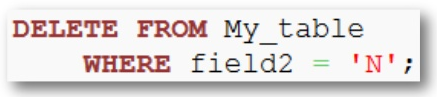 DELETE FROM My_table
WHERE field2 = 'N';